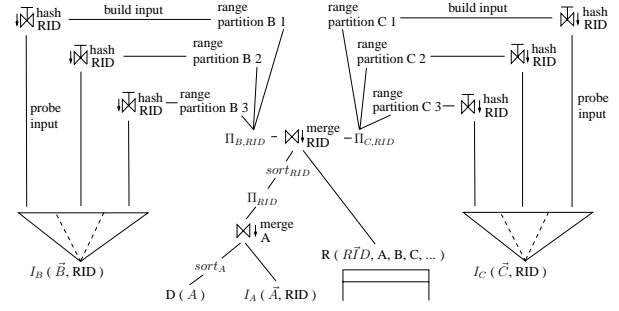 hash
RID
build input
range
partition B 1
range
partition C 1
build input
hash
RID
hash
RID
range
partition B 2
range
partition C 2
hash
RID
probe
input
hash
RID
range
partition B 3
range
partition C 3
hash
RID
probe
input
Π_{B,RID}
merge
RID
Π_{C,RID}
sort_{RID}
Π_{RID}
merge
A
sort_A
I_B ( B⃗, RID )
D ( A )
I_A ( A⃗, RID )
R ( RI⃗D, A, B, C, ... )
I_C ( C⃗, RID )